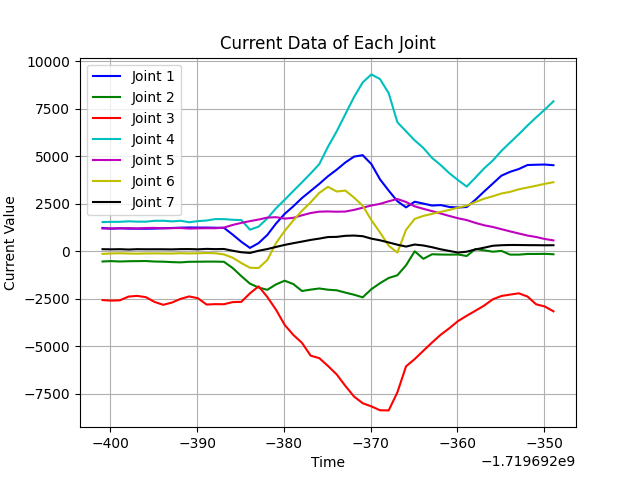 Current Data of Each Joint
10000
7500
5000
2500
0
−2500
−5000
−7500
Current Value
Joint 1
Joint 2
Joint 3
Joint 4
Joint 5
Joint 6
Joint 7
−400 −390 −380 −370 −360 −350
Time
−1.719692e9